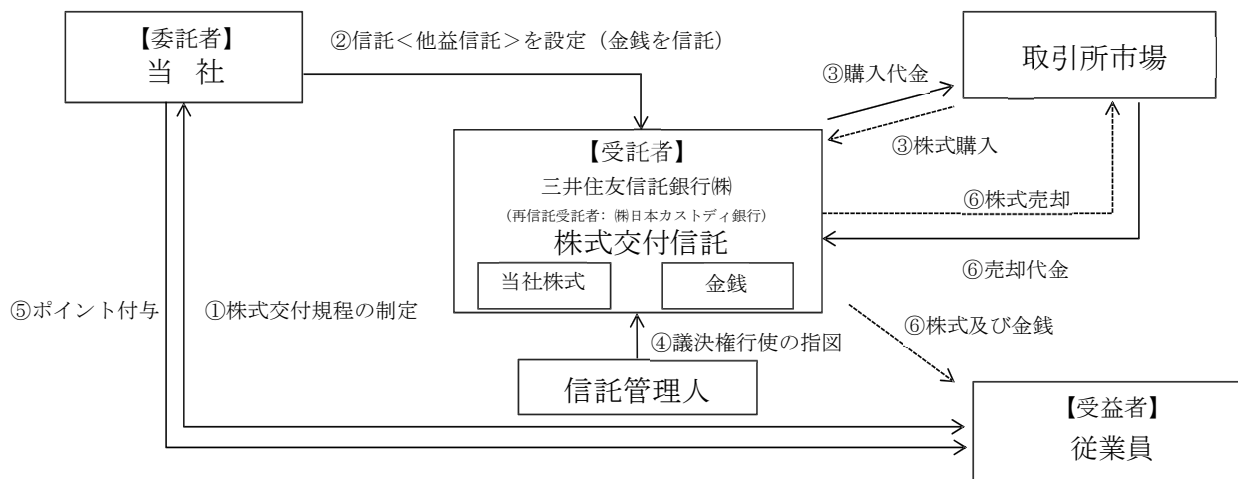 【委託者】
当 社
②信託<他益信託>を設定（金銭を信託）
取引所市場
③購入代金
③株式購入
【受託者】
三井住友信託銀行㈱
(再信託受託者: ㈱日本カストディ銀行)
株式交付信託
当社株式
金銭
⑥株式売却
⑥売却代金
⑤ポイント付与
①株式交付規程の制定
⑥株式及び金銭
④議決権行使の指図
信託管理人
【受益者】
従業員